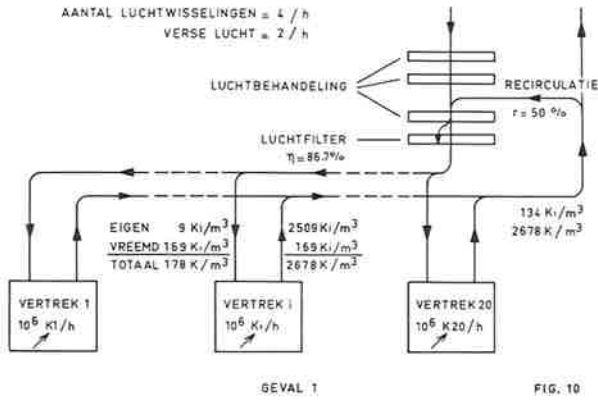 AANTAL LUCHTWISSELINGEN = 4/h
VERSE LUCHT = 2/h
LUCHTBEHANDELING
RECIRCULATIE
r = 50 %
LUCHTFILTER
η = 86.7%
EIGEN 9 Ki/m³ 2509 Ki/m³
VREEMD 169 Ki/m³ 169 Ki/m³
TOTAAL 178 K/m³ 2678 K/m³
134 Ki/m³
2678 K/m³
VERTREK 1
10⁶ K1/h
VERTREK i
10⁶ Ki/h
VERTREK 20
10⁶ K20/h
GEVAL 1
FIG. 10